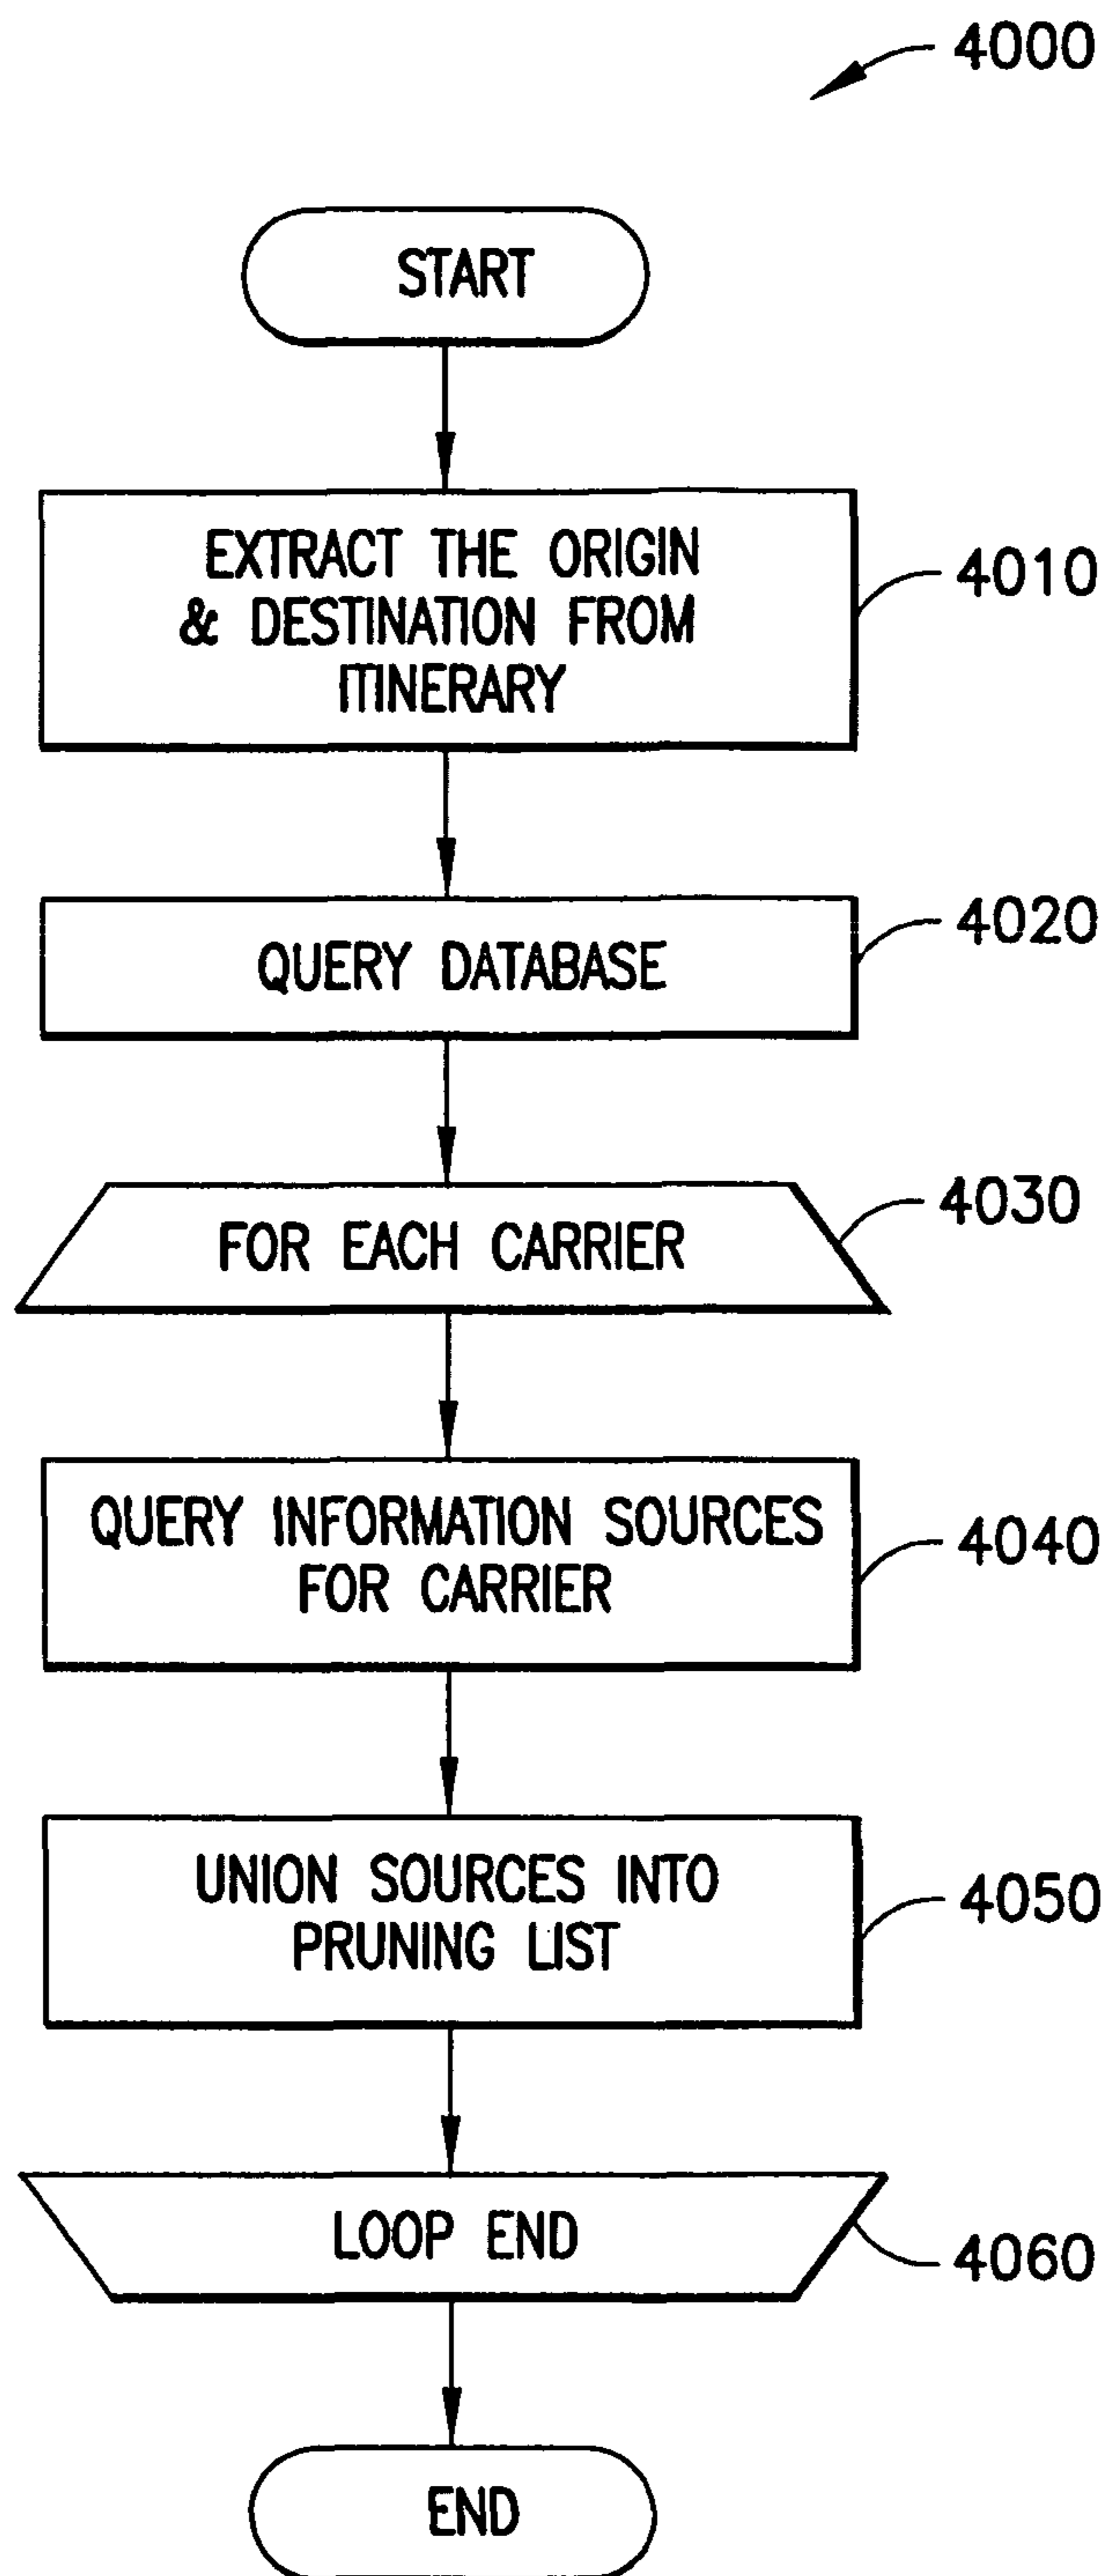 4000
START
EXTRACT THE ORIGIN
& DESTINATION FROM
ITINERARY
4010
QUERY DATABASE
4020
FOR EACH CARRIER
4030
QUERY INFORMATION SOURCES
FOR CARRIER
4040
UNION SOURCES INTO
PRUNING LIST
4050
LOOP END
4060
END